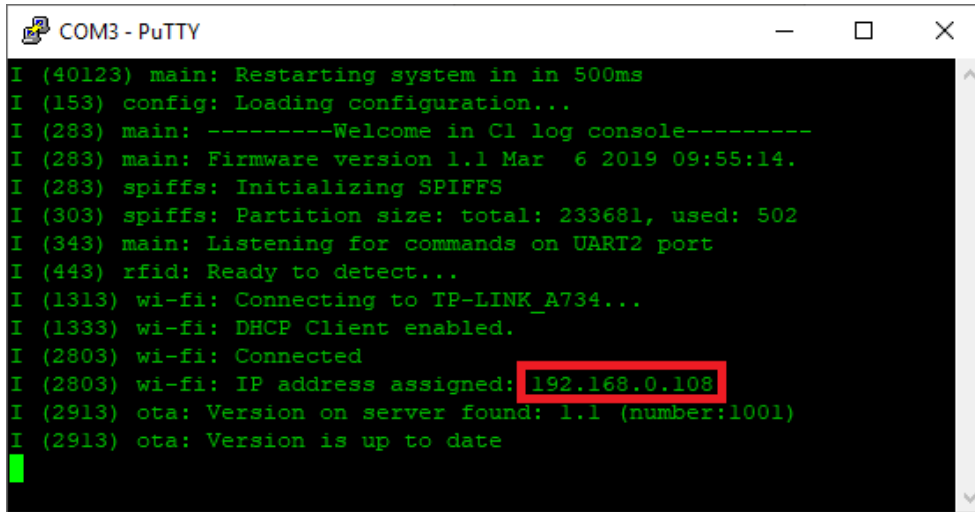 COM3 - PuTTY
I (40123) main: Restarting system in in 500ms
I (153) config: Loading configuration...
I (283) main: ---------Welcome in C1 log console---------
I (283) main: Firmware version 1.1 Mar  6 2019 09:55:14.
I (283) spiffs: Initializing SPIFFS
I (303) spiffs: Partition size: total: 233681, used: 502
I (343) main: Listening for commands on UART2 port
I (443) rfid: Ready to detect...
I (1313) wi-fi: Connecting to TP-LINK_A734...
I (1333) wi-fi: DHCP Client enabled.
I (2803) wi-fi: Connected
I (2803) wi-fi: IP address assigned: 192.168.0.108
I (2913) ota: Version on server found: 1.1 (number:1001)
I (2913) ota: Version is up to date